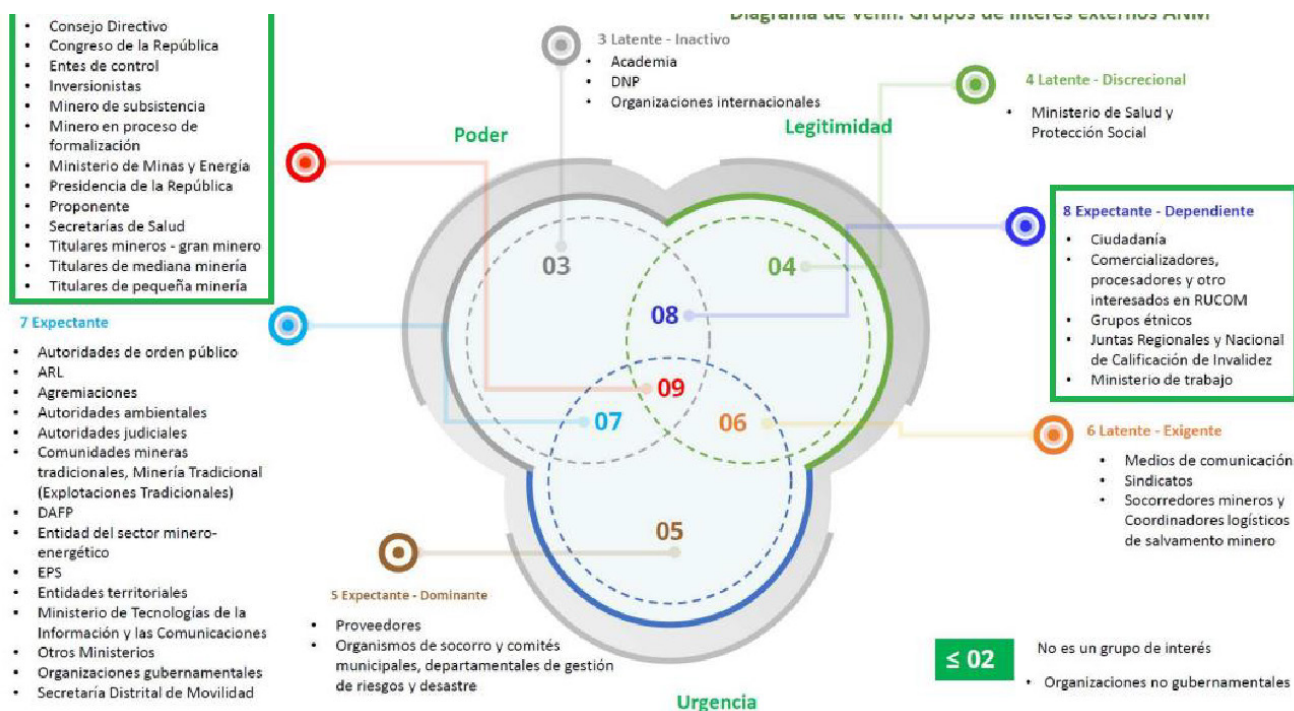 Diagrama de Venn: Grupos de interés externos ANM
• Consejo Directivo
• Congreso de la República
• Entes de control
• Inversionistas
• Minero de subsistencia
• Minero en proceso de
formalización
• Ministerio de Minas y Energía
• Presidencia de la República
• Proponente
• Secretarías de Salud
• Titulares mineros - gran minero
• Titulares de mediana minería
• Titulares de pequeña minería
3 Latente - Inactivo
• Academia
• DNP
• Organizaciones internacionales
4 Latente - Discrecional
• Ministerio de Salud y
Protección Social
Poder
Legitimidad
03
04
08
09
07
06
05
8 Expectante - Dependiente
• Ciudadanía
• Comercializadores,
procesadores y otro
interesados en RUCOM
• Grupos étnicos
• Juntas Regionales y Nacional
de Calificación de Invalidez
• Ministerio de trabajo
7 Expectante
• Autoridades de orden público
• ARL
• Agremiaciones
• Autoridades ambientales
• Autoridades judiciales
• Comunidades mineras
tradicionales, Minería Tradicional
(Explotaciones Tradicionales)
• DAFP
• Entidad del sector minero-
energético
• EPS
• Entidades territoriales
• Ministerio de Tecnologías de la
Información y las Comunicaciones
• Otros Ministerios
• Organizaciones gubernamentales
• Secretaría Distrital de Movilidad
6 Latente - Exigente
• Medios de comunicación
• Sindicatos
• Socorredores mineros y
Coordinadores logísticos
de salvamento minero
5 Expectante - Dominante
• Proveedores
• Organismos de socorro y comités
municipales, departamentales de gestión
de riesgos y desastre
Urgencia
≤ 02
No es un grupo de interés
• Organizaciones no gubernamentales